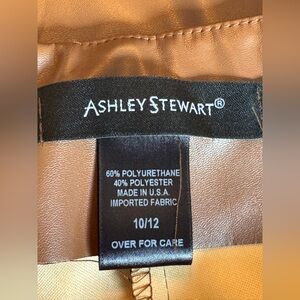 ASHLEY STEWART®
60% POLYURETHANE
40% POLYESTER
MADE IN U.S.A.
IMPORTED FABRIC
10/12
OVER FOR CARE